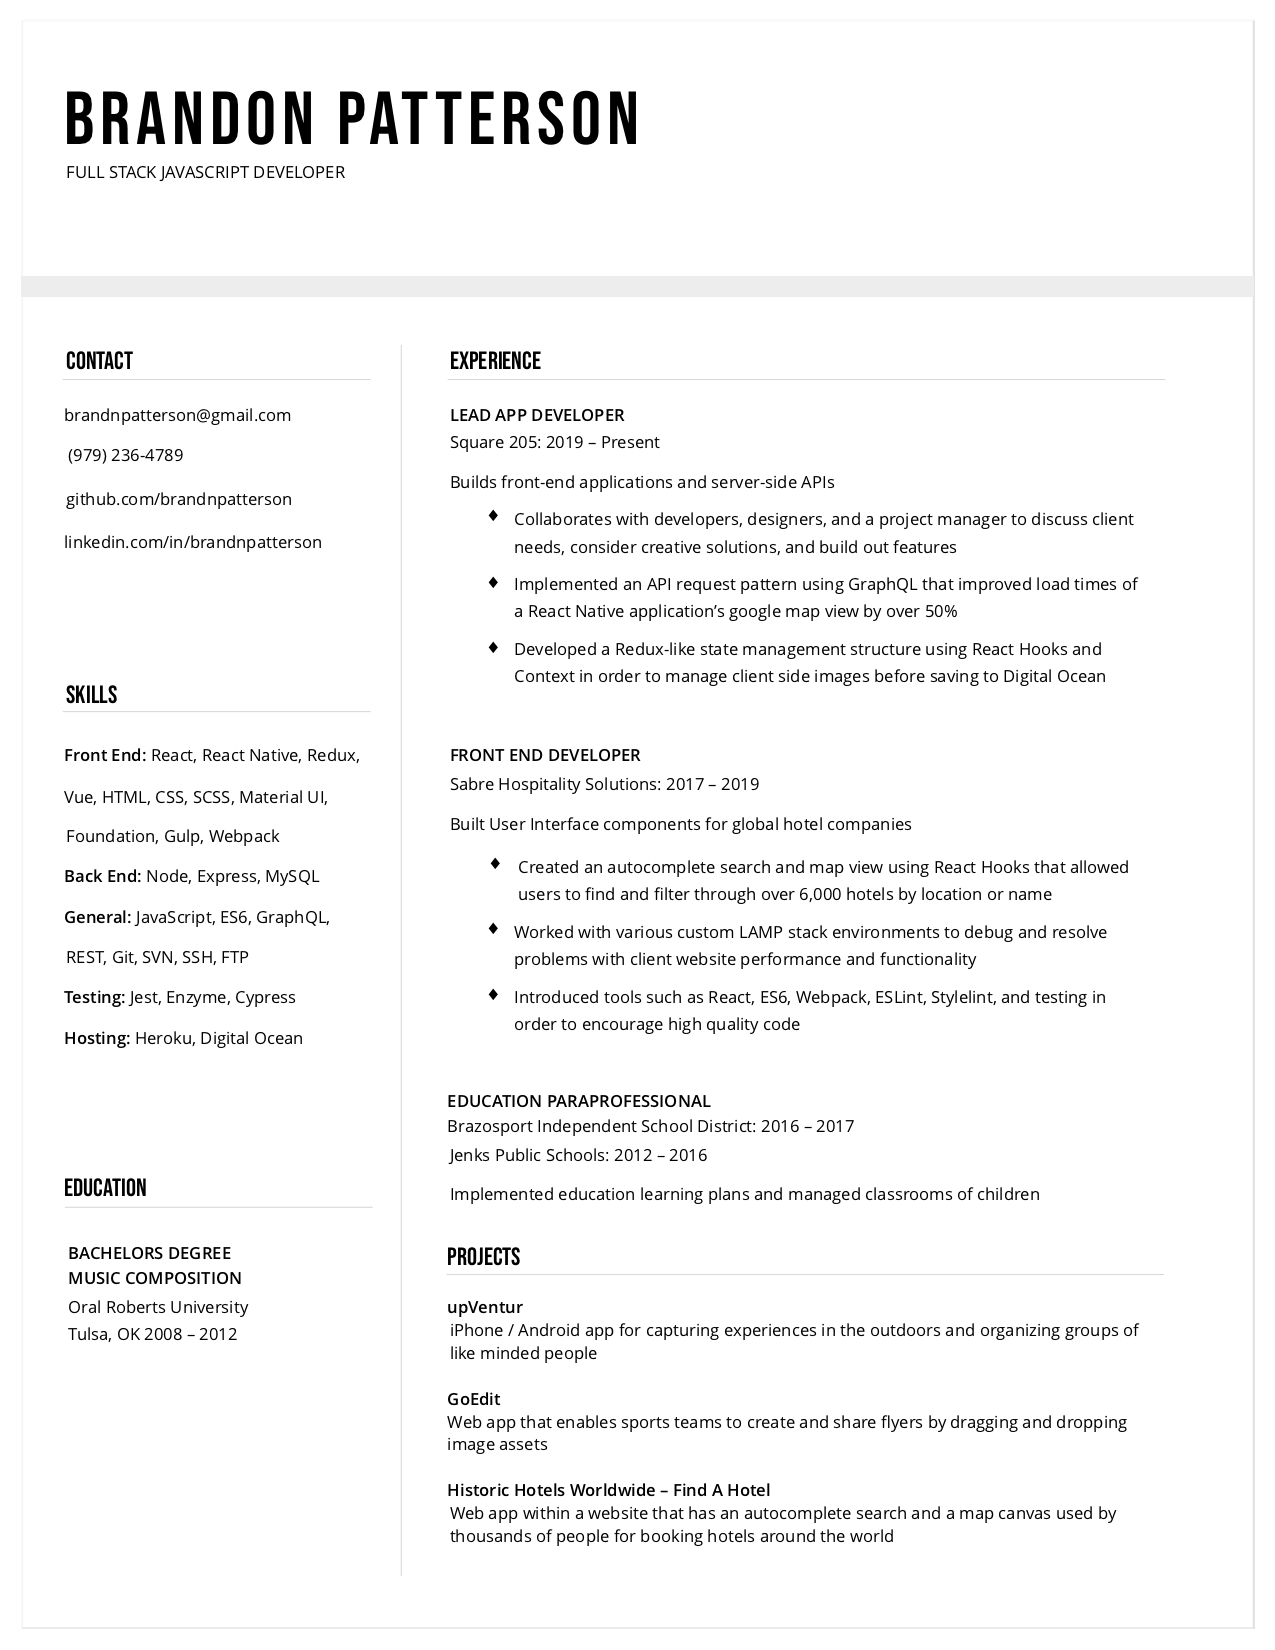 BRANDON PATTERSON
FULL STACK JAVASCRIPT DEVELOPER
CONTACT
brandnpatterson@gmail.com
(979) 236-4789
github.com/brandnpatterson
linkedin.com/in/brandnpatterson
SKILLS
Front End: React, React Native, Redux,
Vue, HTML, CSS, SCSS, Material UI,
Foundation, Gulp, Webpack
Back End: Node, Express, MySQL
General: JavaScript, ES6, GraphQL,
REST, Git, SVN, SSH, FTP
Testing: Jest, Enzyme, Cypress
Hosting: Heroku, Digital Ocean
EDUCATION
BACHELORS DEGREE
MUSIC COMPOSITION
Oral Roberts University
Tulsa, OK 2008 – 2012
EXPERIENCE
LEAD APP DEVELOPER
Square 205: 2019 – Present
Builds front-end applications and server-side APIs
♦ Collaborates with developers, designers, and a project manager to discuss client
needs, consider creative solutions, and build out features
♦ Implemented an API request pattern using GraphQL that improved load times of
a React Native application’s google map view by over 50%
♦ Developed a Redux-like state management structure using React Hooks and
Context in order to manage client side images before saving to Digital Ocean
FRONT END DEVELOPER
Sabre Hospitality Solutions: 2017 – 2019
Built User Interface components for global hotel companies
♦ Created an autocomplete search and map view using React Hooks that allowed
users to find and filter through over 6,000 hotels by location or name
♦ Worked with various custom LAMP stack environments to debug and resolve
problems with client website performance and functionality
♦ Introduced tools such as React, ES6, Webpack, ESLint, Stylelint, and testing in
order to encourage high quality code
EDUCATION PARAPROFESSIONAL
Brazosport Independent School District: 2016 – 2017
Jenks Public Schools: 2012 – 2016
Implemented education learning plans and managed classrooms of children
PROJECTS
upVentur
iPhone / Android app for capturing experiences in the outdoors and organizing groups of
like minded people
GoEdit
Web app that enables sports teams to create and share flyers by dragging and dropping
image assets
Historic Hotels Worldwide – Find A Hotel
Web app within a website that has an autocomplete search and a map canvas used by
thousands of people for booking hotels around the world